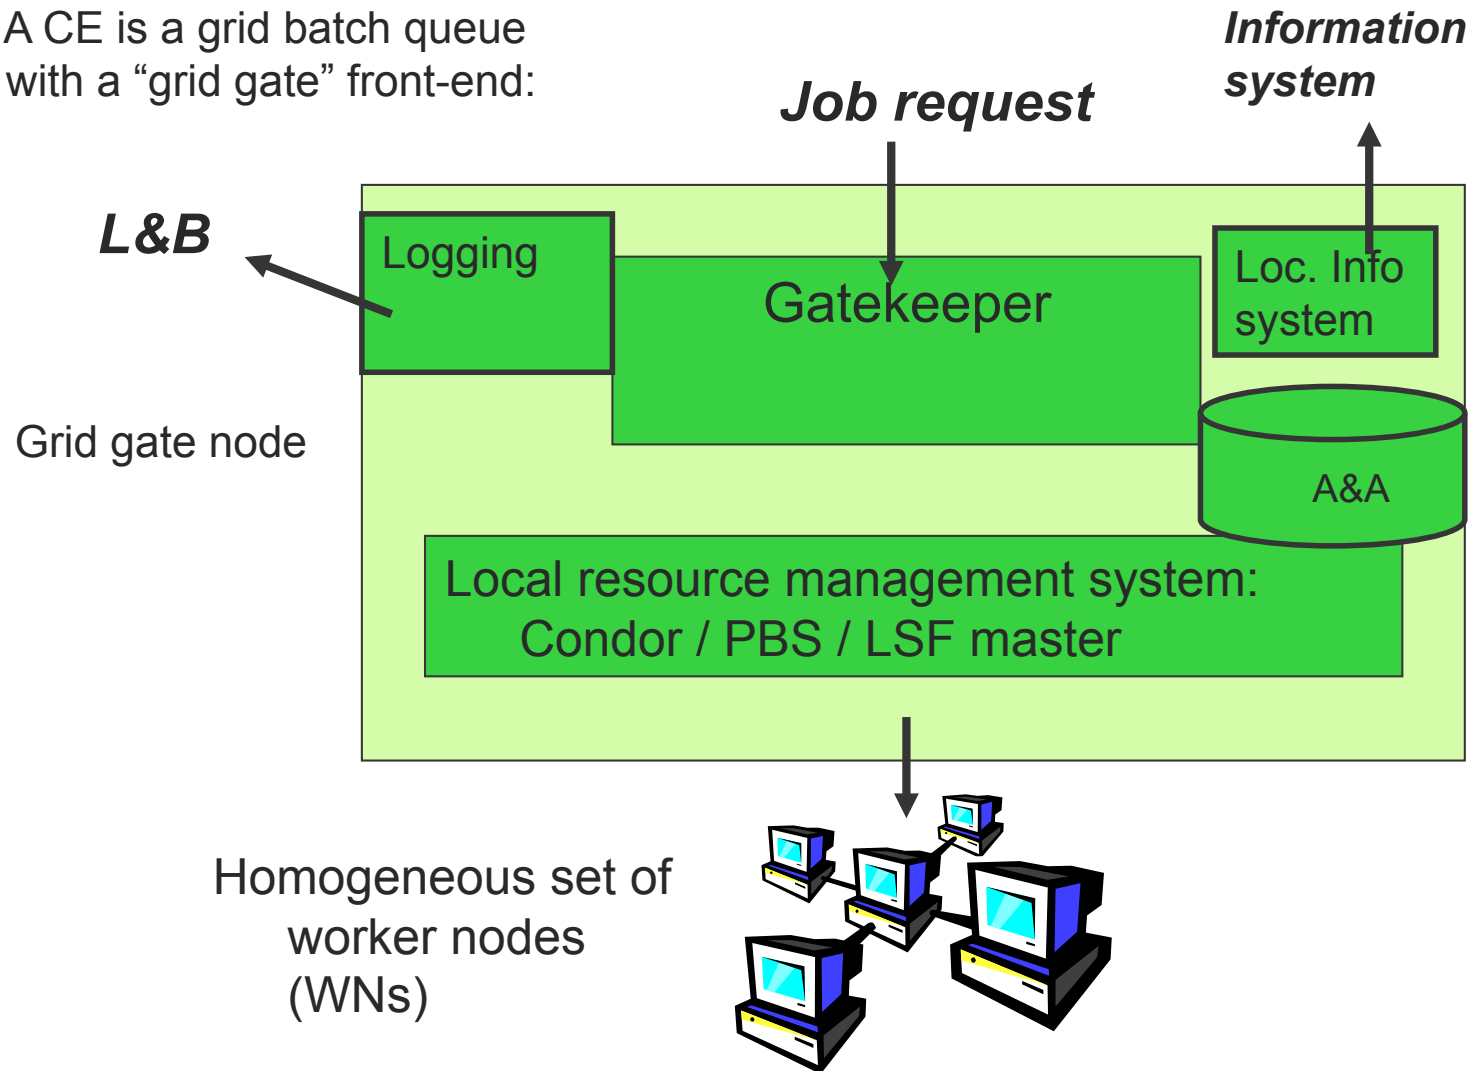 A CE is a grid batch queue
with a “grid gate” front-end:
Information
system
Job request
L&B
Logging
Gatekeeper
Loc. Info
system
Grid gate node
A&A
Local resource management system:
Condor / PBS / LSF master
Homogeneous set of
worker nodes
(WNs)